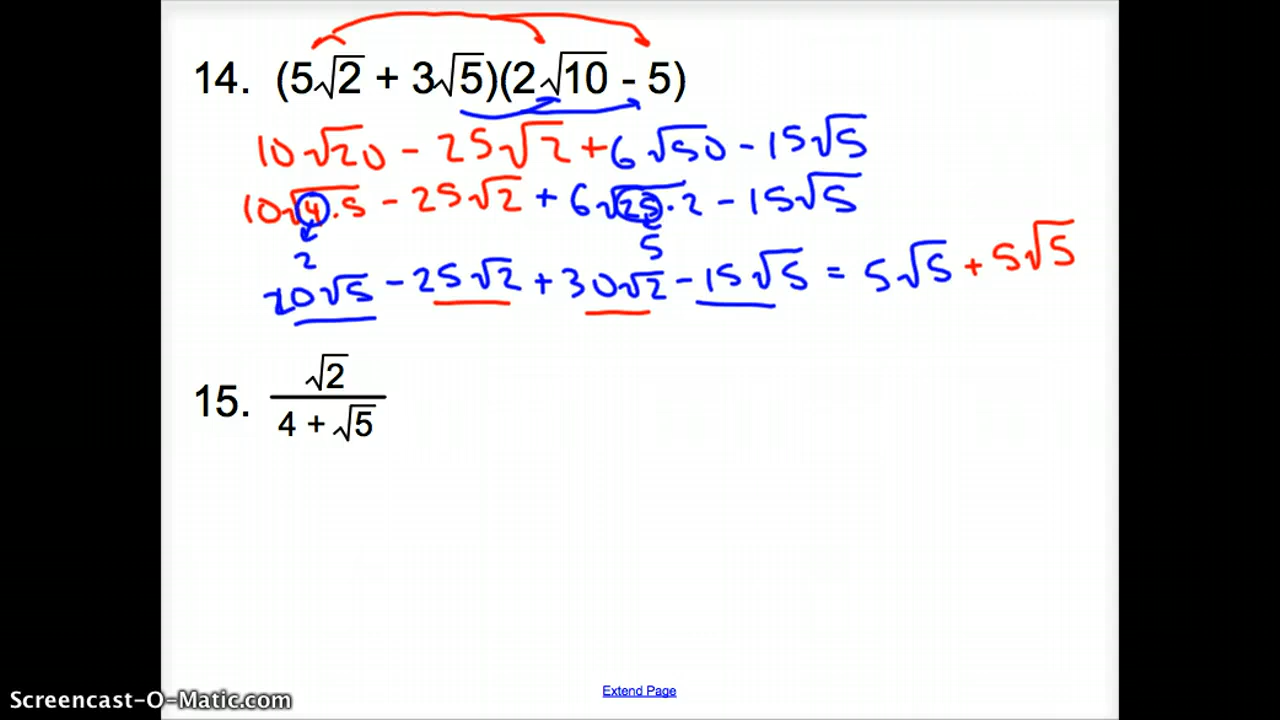 14. (5√2 + 3√5)(2√10 - 5)
10√20 - 25√2 + 6√50 - 15√5
10√4·5 - 25√2 + 6√25·2 - 15√5
2 5
20√5 - 25√2 + 30√2 - 15√5 = 5√5 + 5√5
15. √2
4 + √5
Extend Page
Screencast-O-Matic.com